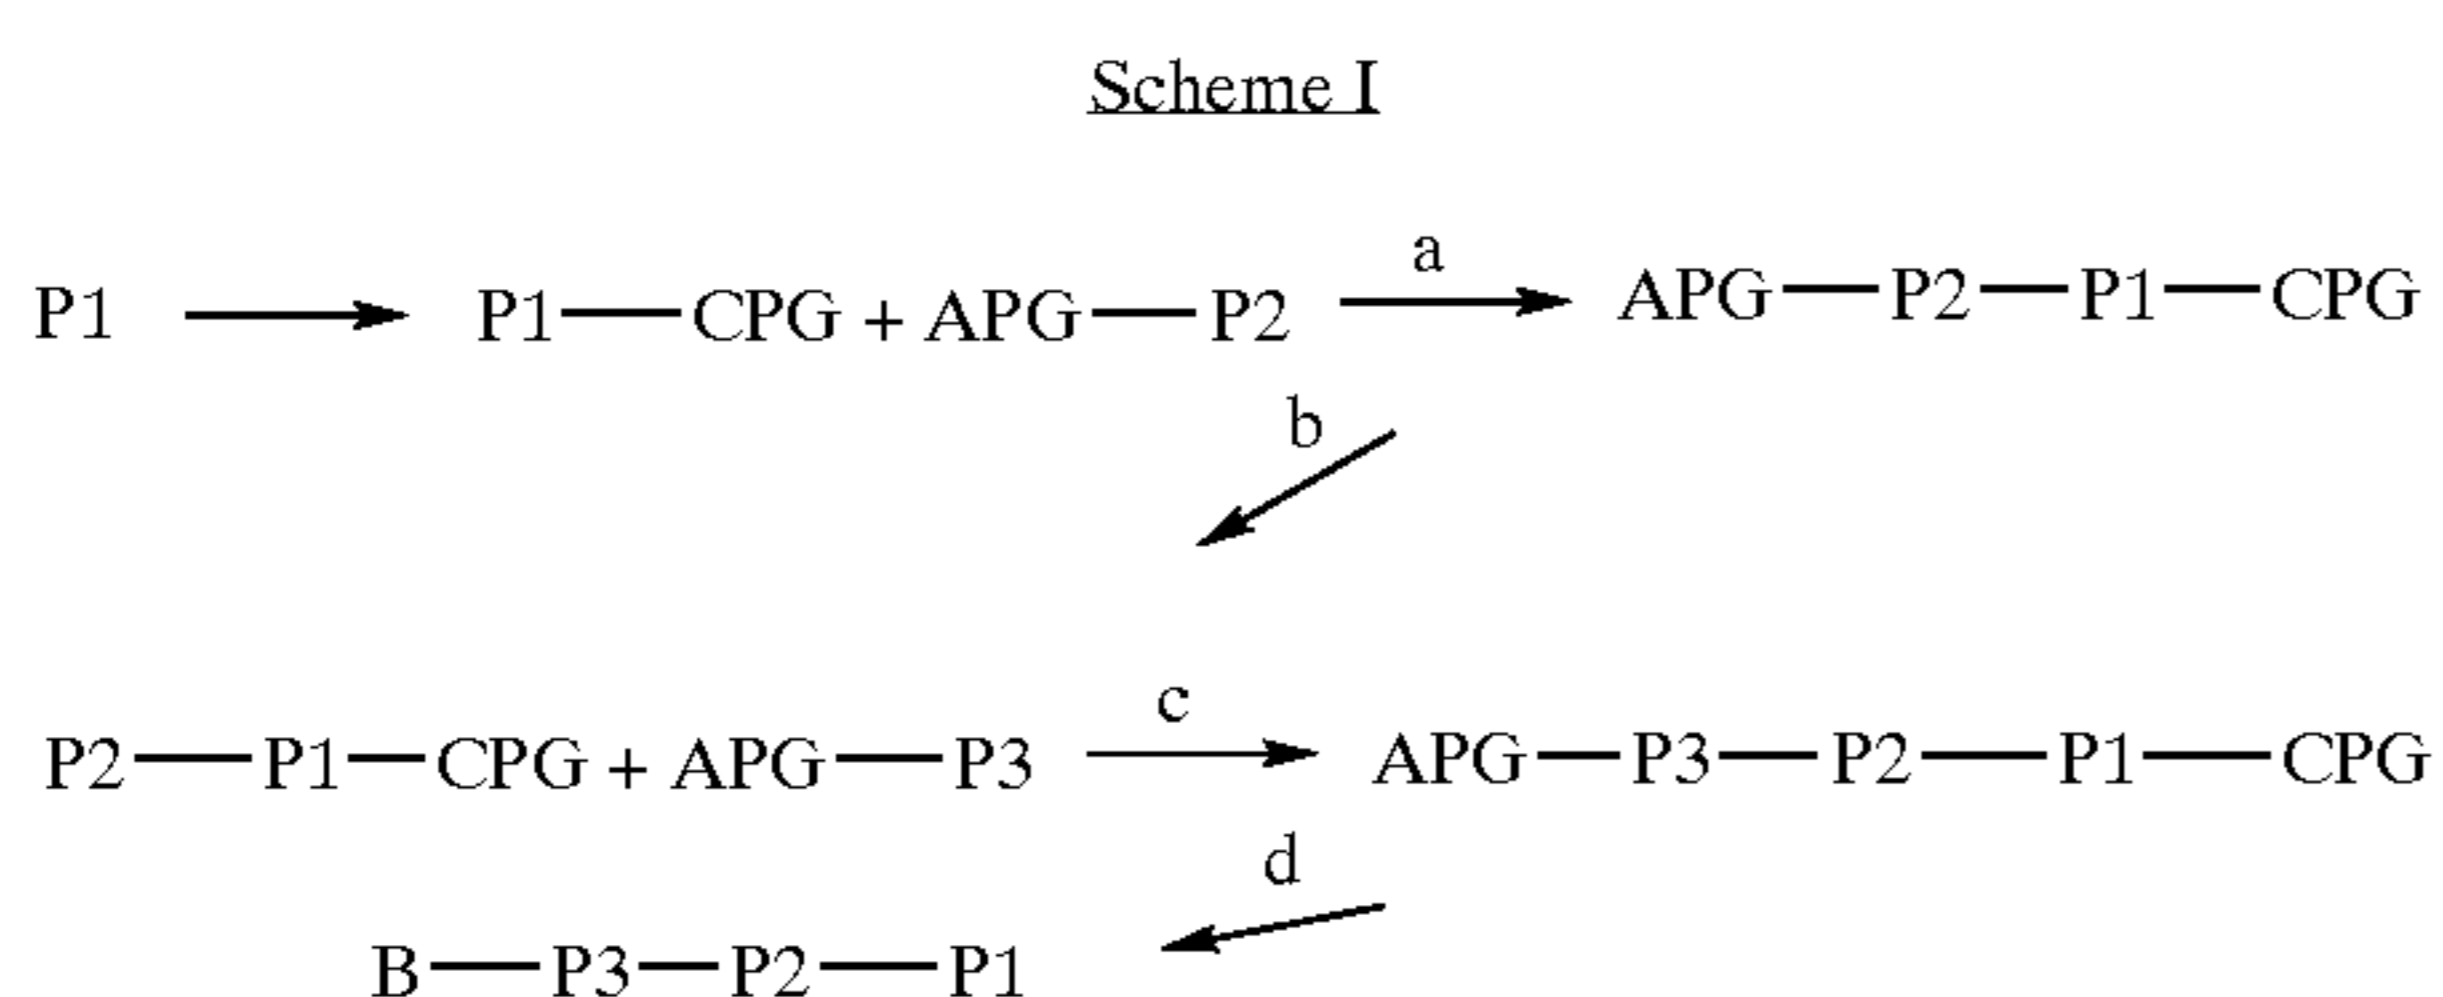 Scheme I
a
P1 P1—CPG + APG—P2 APG—P2—P1—CPG
b
c
P2—P1—CPG + APG—P3 APG—P3—P2—P1—CPG
d
B—P3—P2—P1